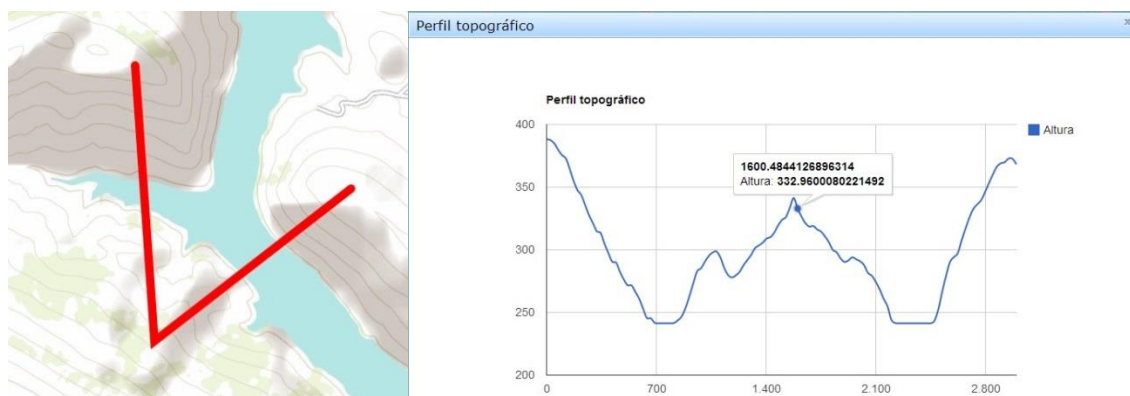 Perfil topográfico
x
Perfil topográfico
400
350
300
250
200
0
700
1.400
2.100
2.800
1600.4844126896314
Altura: 332.9600080221492
Altura